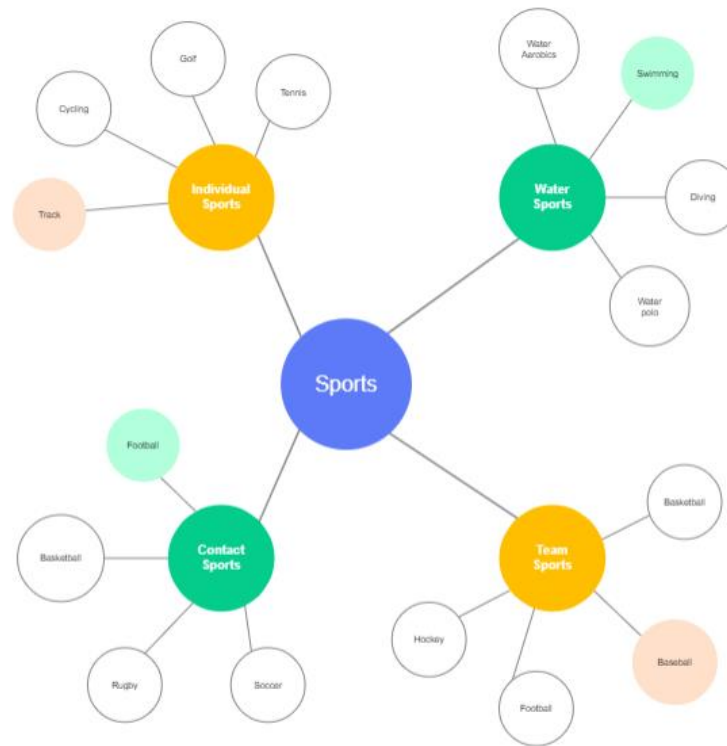 Golf
Tennis
Cycling
Track
Individual
Sports
Water
Aerobics
Swimming
Water
Sports
Diving
Water
polo
Sports
Football
Contact
Sports
Basketball
Rugby
Soccer
Team
Sports
Basketball
Hockey
Football
Baseball